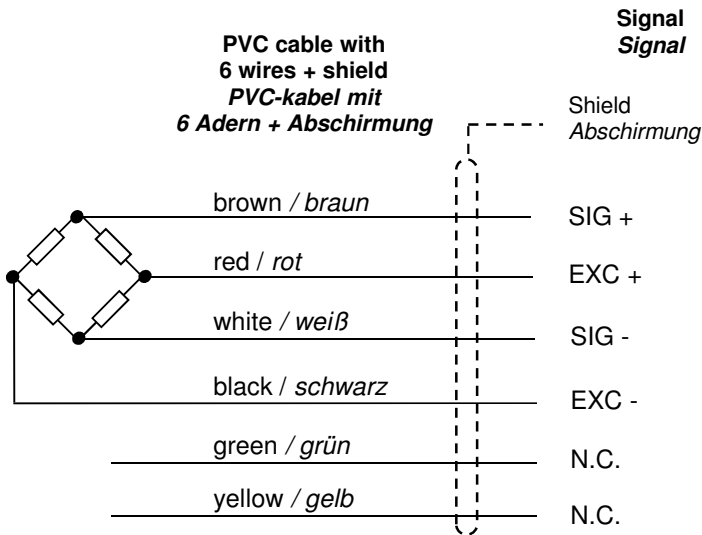 Signal
Signal
PVC cable with
6 wires + shield
PVC-kabel mit
6 Adern + Abschirmung
Shield
Abschirmung
brown / braun
SIG +
red / rot
EXC +
white / weiß
SIG -
black / schwarz
EXC -
green / grün
N.C.
yellow / gelb
N.C.